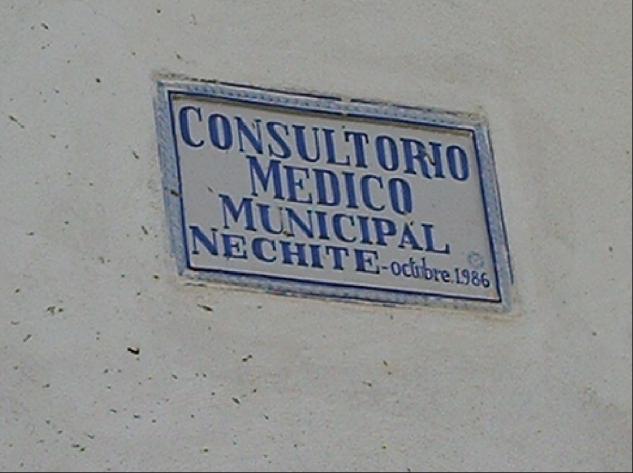 CONSULTORIO
MEDICO
MUNICIPAL
NECHITE-octubre.1986